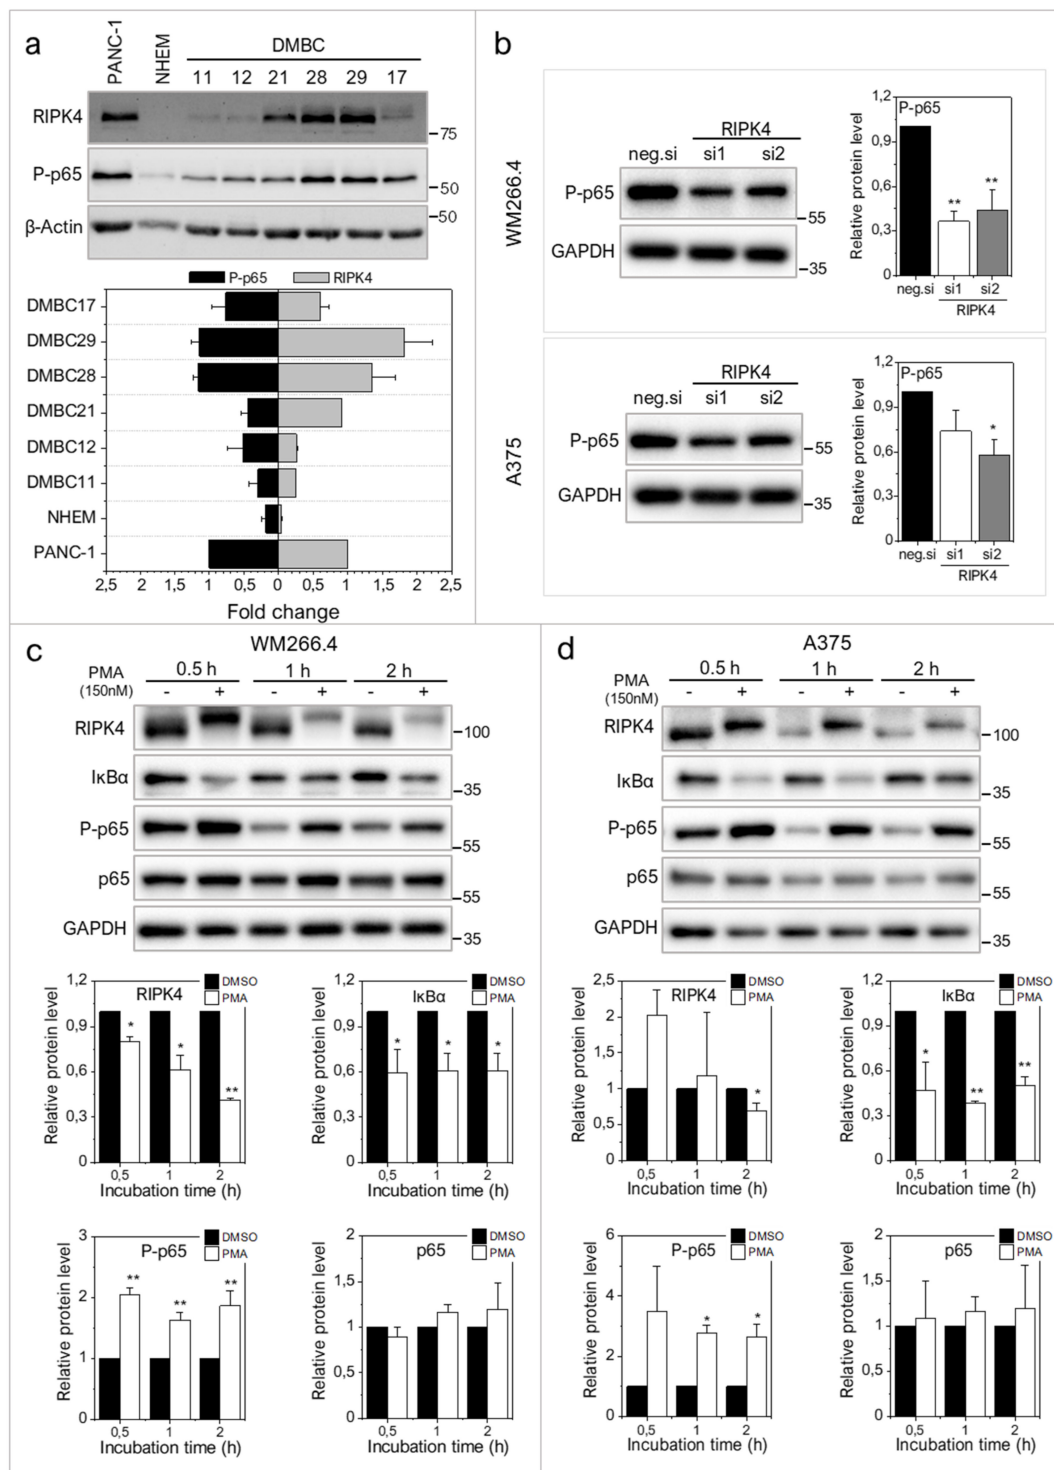 a
PANC-1
NHEM
DMBC
11 12 21 28 29 17
RIPK4
75
P-p65
50
50
β-Actin
P-p65 RIPK4
DMBC17
DMBC29
DMBC28
DMBC21
DMBC12
DMBC11
NHEM
PANC-1
2,5 2 1,5 1 0,5 0 0,5 1 1,5 2 2,5
Fold change
b
WM266.4
RIPK4
neg.si si1 si2
P-p65
55
GAPDH
35
P-p65
Relative protein level
1,2
0,9
0,6
0,3
0
** **
neg.si si1 si2
RIPK4
A375
RIPK4
neg.si si1 si2
P-p65
55
GAPDH
35
P-p65
Relative protein level
1,2
0,9
0,6
0,3
0
*
neg.si si1 si2
RIPK4
c
WM266.4
PMA
(150nM)
0.5 h 1 h 2 h
- + - + - +
RIPK4
100
IκBα
35
P-p65
55
p65
55
GAPDH
35
RIPK4
DMSO
PMA
Relative protein level
1,2
0,9
0,6
0,3
0
* * **
0,5 1 2
Incubation time (h)
IκBα
DMSO
PMA
Relative protein level
1,2
0,9
0,6
0,3
0
* * *
0,5 1 2
Incubation time (h)
P-p65
DMSO
PMA
Relative protein level
3
2
1
0
** ** **
0,5 1 2
Incubation time (h)
p65
DMSO
PMA
Relative protein level
2
1,5
1
0,5
0
0,5 1 2
Incubation time (h)
d
A375
PMA
(150nM)
0.5 h 1 h 2 h
- + - + - +
RIPK4
100
IκBα
35
P-p65
55
p65
55
GAPDH
35
RIPK4
DMSO
PMA
Relative protein level
2,5
2
1,5
1
0,5
0
*
0,5 1 2
Incubation time (h)
IκBα
DMSO
PMA
Relative protein level
1,2
0,9
0,6
0,3
0
* ** **
0,5 1 2
Incubation time (h)
P-p65
DMSO
PMA
Relative protein level
6
4
2
0
* *
0,5 1 2
Incubation time (h)
p65
DMSO
PMA
Relative protein level
2
1,5
1
0,5
0
0,5 1 2
Incubation time (h)